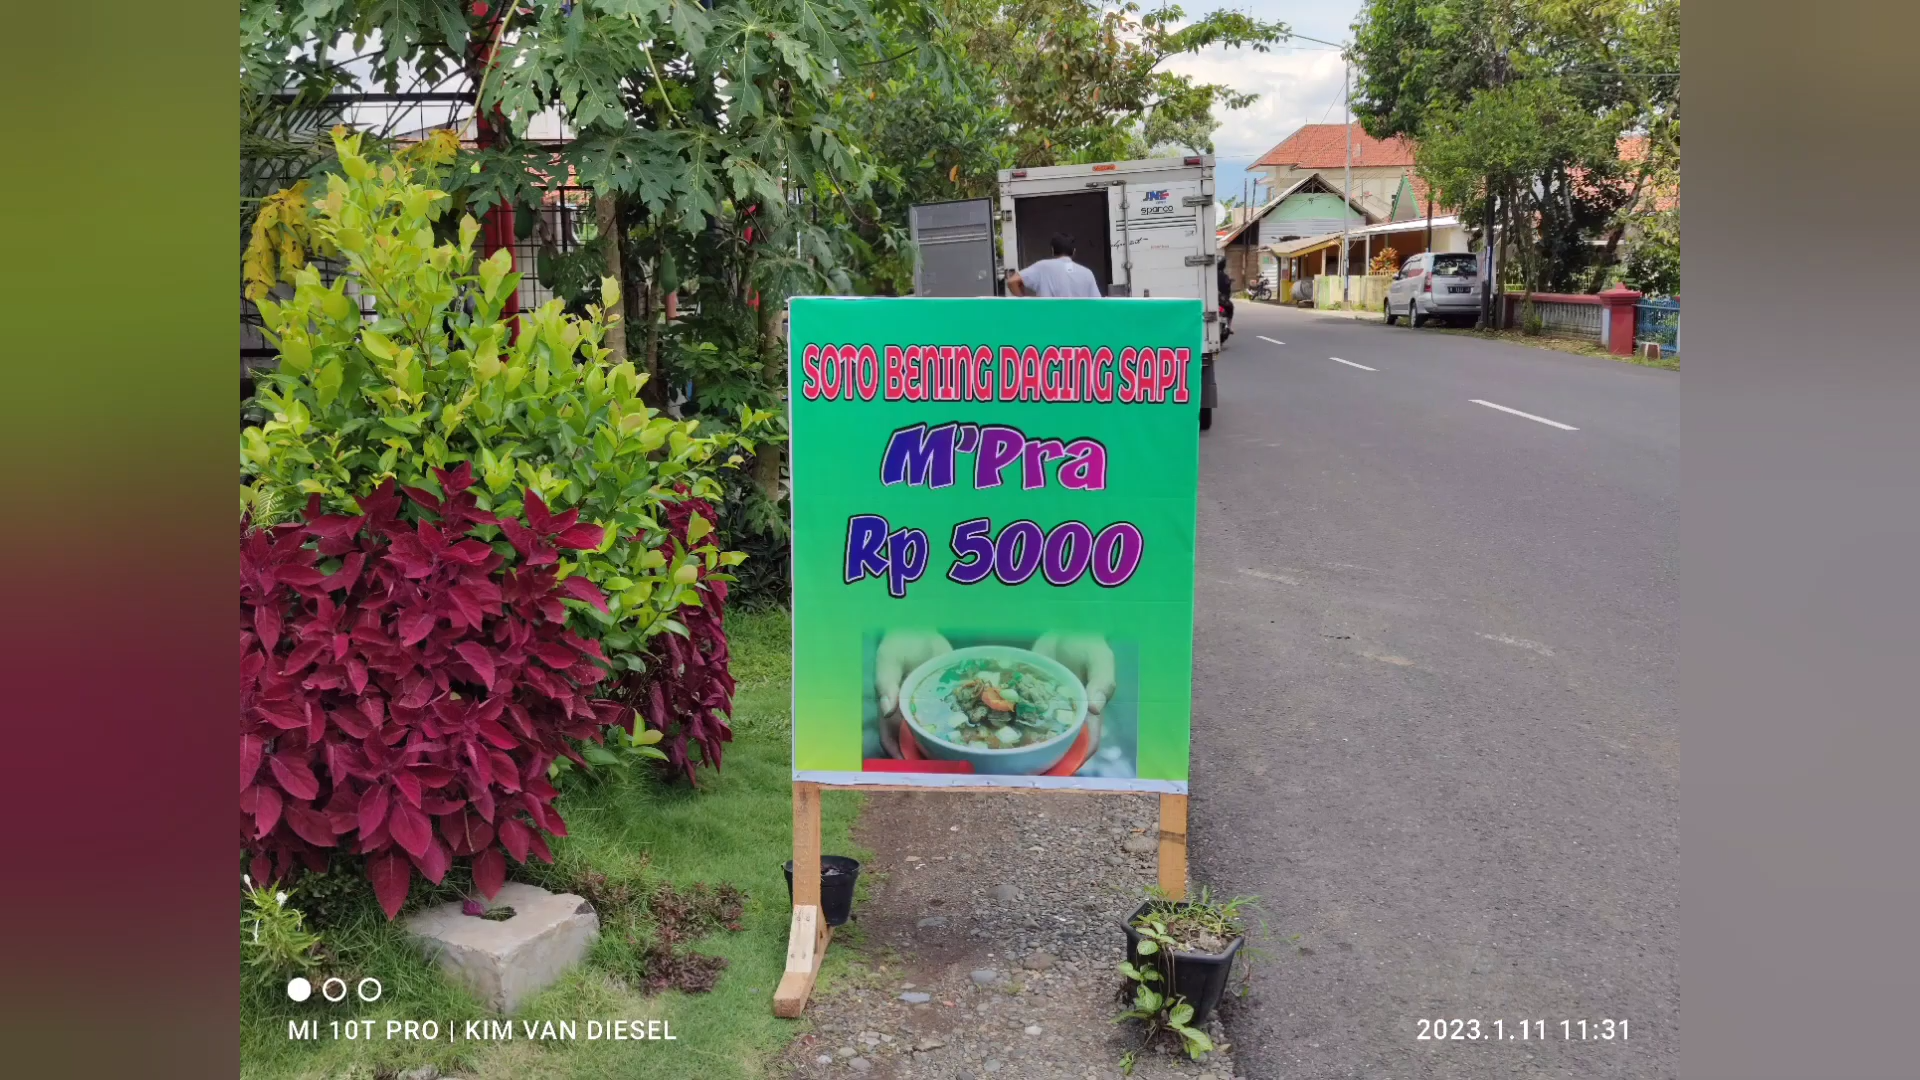 JNE
sparco
SOTO BENING DAGING SAPI
M'Pra
Rp 5000
MI 10T PRO | KIM VAN DIESEL
2023.1.11 11:31